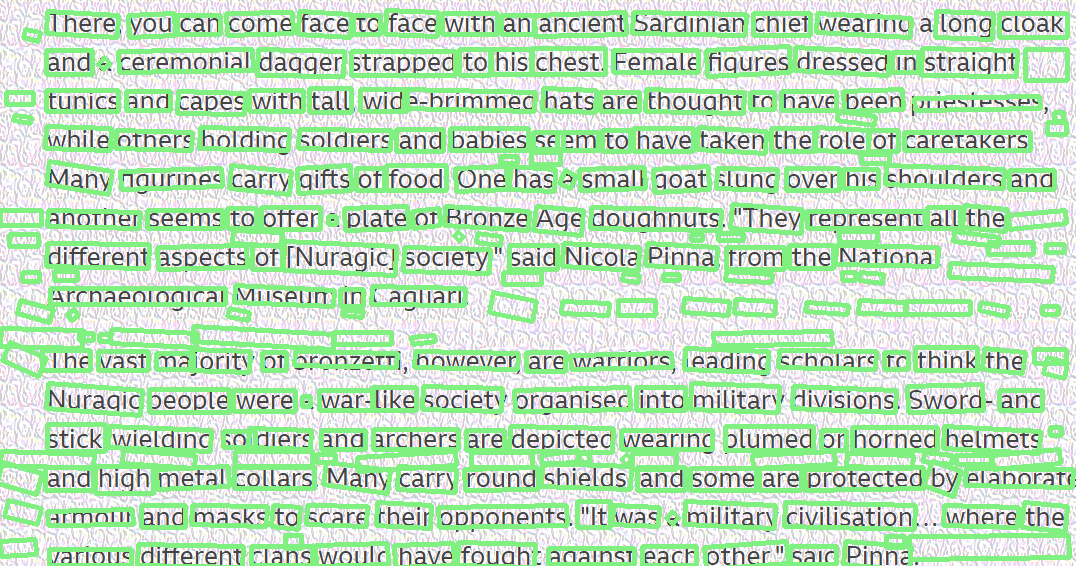 There, you can come face to face with an ancient Sardinian chief wearing a long cloak
and a ceremonial dagger strapped to his chest. Female figures dressed in straight
tunics and capes with tall, wide-brimmed hats are thought to have been priestesses,
while others holding soldiers and babies seem to have taken the role of caretakers.
Many figurines carry gifts of food. One has a small goat slung over his shoulders and
another seems to offer a plate of Bronze Age doughnuts. "They represent all the
different aspects of [Nuragic] society," said Nicola Pinna from the National
Archaeological Museum in Cagliari.
The vast majority of bronzetti, however, are warriors, leading scholars to think the
Nuragic people were a war-like society organised into military divisions. Sword- and
stick wielding soldiers and archers are depicted wearing plumed or horned helmets
and high metal collars. Many carry round shields, and some are protected by elaborate
armour and masks to scare their opponents. "It was a military civilisation... where the
various different clans would have fought against each other," said Pinna.